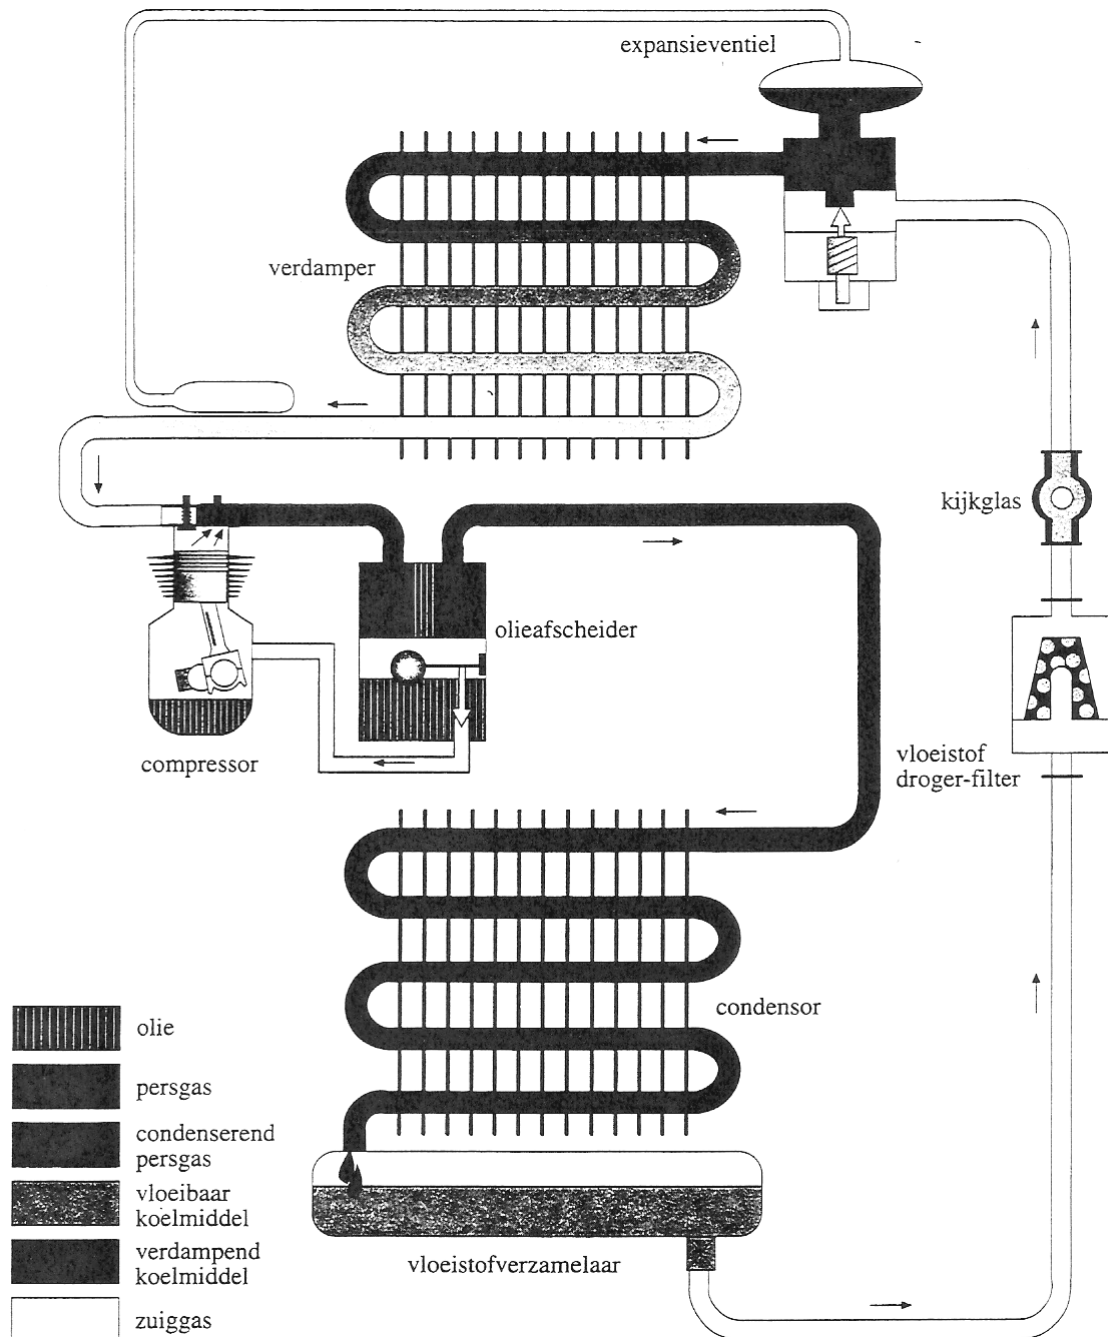 expansieventiel
verdamper
kijkglas
olieafscheider
compressor
vloeistof
droger-filter
condensor
olie
persgas
condenserend
persgas
vloeibaar
koelmiddel
verdampend
koelmiddel
zuiggas
vloeistofverzamelaar